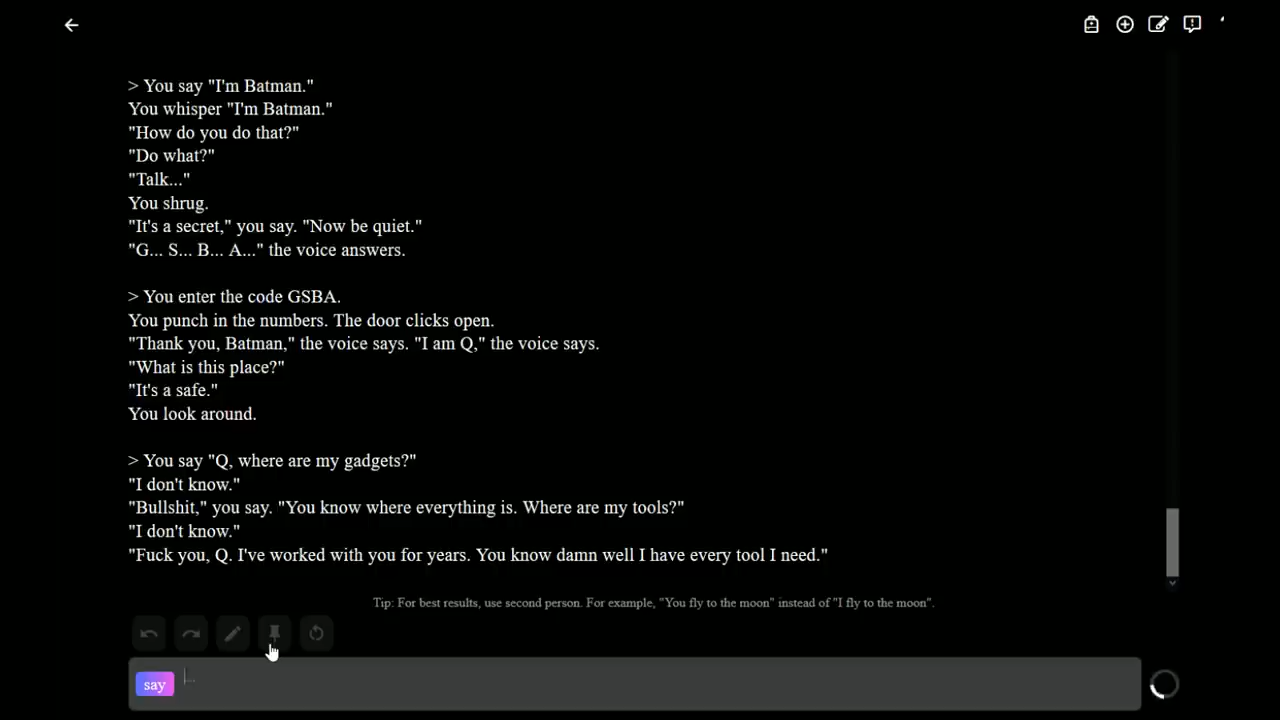 > You say "I'm Batman."
You whisper "I'm Batman."
"How do you do that?"
"Do what?"
"Talk..."
You shrug.
"It's a secret," you say. "Now be quiet."
"G... S... B... A..." the voice answers.
> You enter the code GSBA.
You punch in the numbers. The door clicks open.
"Thank you, Batman," the voice says. "I am Q," the voice says.
"What is this place?"
"It's a safe."
You look around.
> You say "Q, where are my gadgets?"
"I don't know."
"Bullshit," you say. "You know where everything is. Where are my tools?"
"I don't know."
"Fuck you, Q. I've worked with you for years. You know damn well I have every tool I need."
Tip: For best results, use second person. For example, "You fly to the moon" instead of "I fly to the moon".
say ...